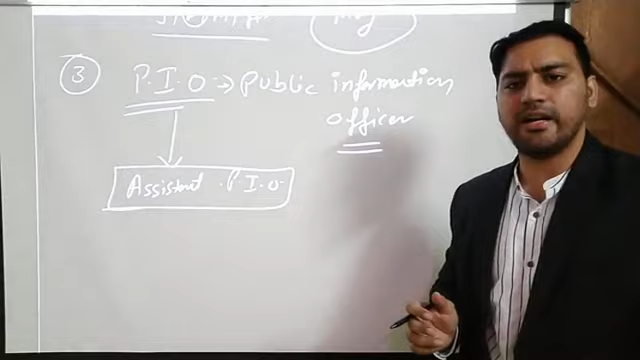 ③ P.I.O → Public information
officer
Assistant P.I.O.